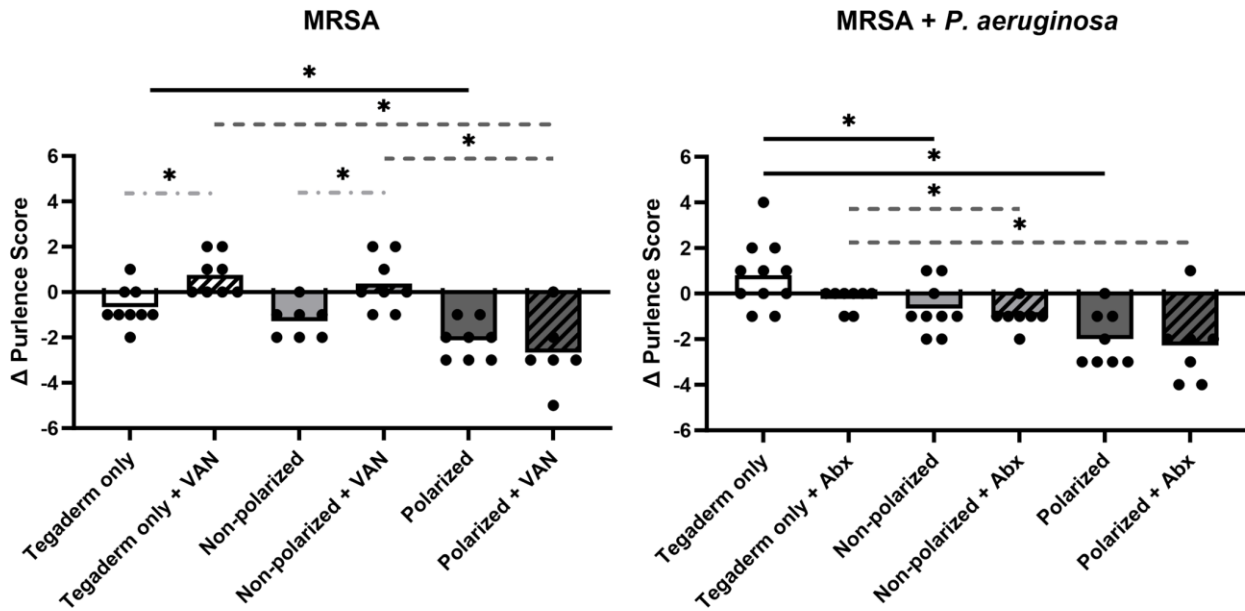 MRSA
*
*
*
*
*
Δ Purlence Score
6
4
2
0
-2
-4
-6
Tegaderm only
Tegaderm only + VAN
Non-polarized
Non-polarized + VAN
Polarized
Polarized + VAN
MRSA + P. aeruginosa
*
*
*
*
Δ Purlence Score
6
4
2
0
-2
-4
-6
Tegaderm only
Tegaderm only + Abx
Non-polarized
Non-polarized + Abx
Polarized
Polarized + Abx